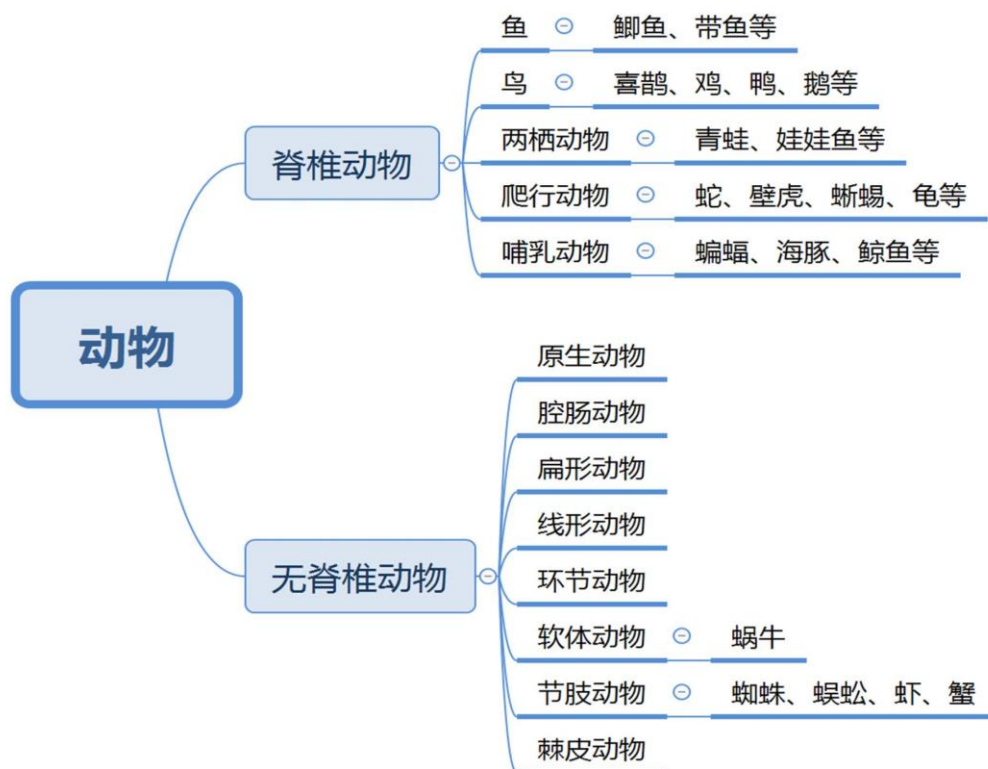 动物
脊椎动物
鱼 鲫鱼、带鱼等
鸟 喜鹊、鸡、鸭、鹅等
两栖动物 青蛙、娃娃鱼等
爬行动物 蛇、壁虎、蜥蜴、龟等
哺乳动物 蝙蝠、海豚、鲸鱼等
无脊椎动物
原生动物
腔肠动物
扁形动物
线形动物
环节动物
软体动物 蜗牛
节肢动物 蜘蛛、蜈蚣、虾、蟹
棘皮动物